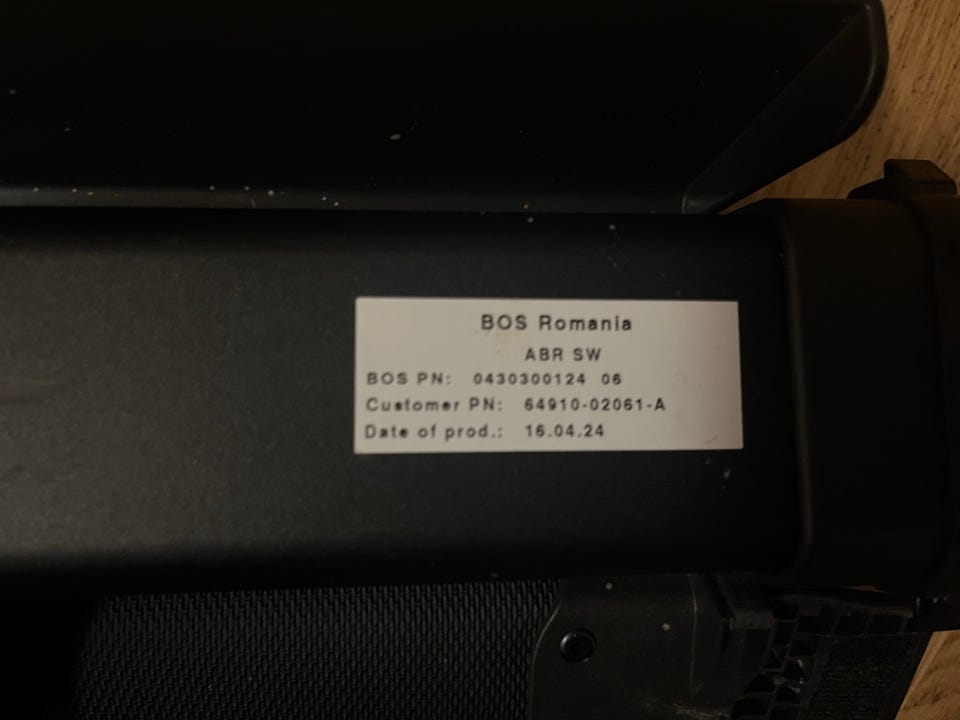 BOS Romania
ABR SW
BOS PN: 0430300124 06
Customer PN: 64910-02061-A
Date of prod.: 16.04.24